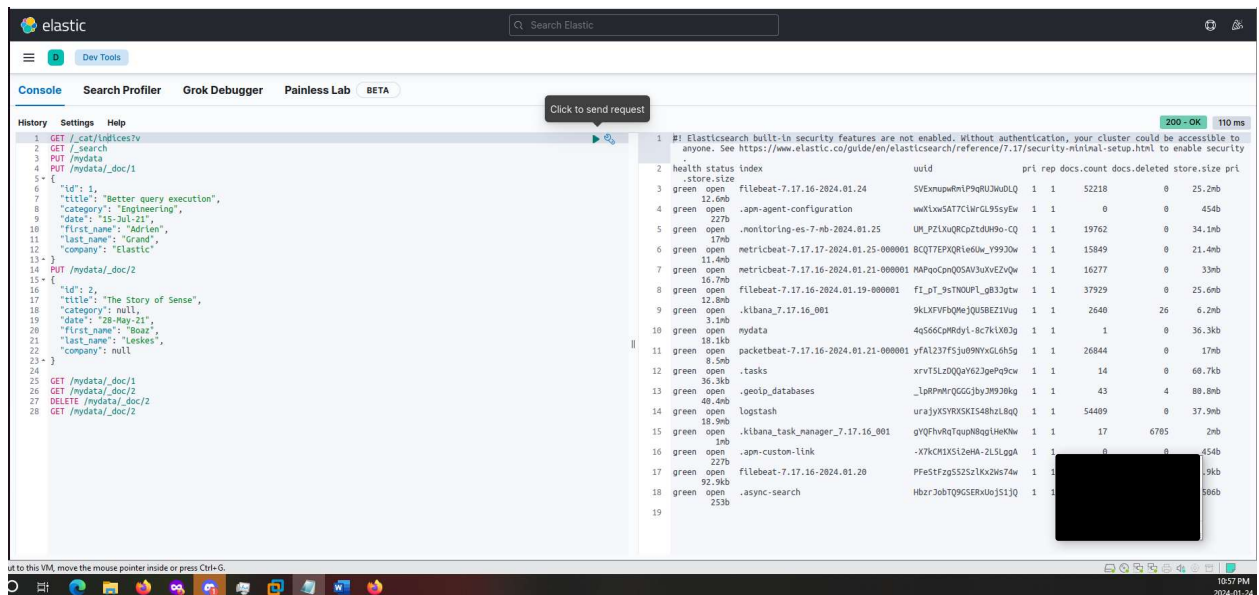 elastic
Search Elastic
D
Dev Tools
Console Search Profiler Grok Debugger Painless Lab BETA
Click to send request
History Settings Help
200 - OK 110 ms
1 GET /_cat/indices?v
2 GET /_search
3 PUT /mydata
4 PUT /mydata/_doc/1
5 {
6 "id": 1,
7 "title": "Better query execution",
8 "category": "Engineering",
9 "date": "15-Jul-21",
10 "first_name": "Adrien",
11 "last_name": "Grand",
12 "company": "Elastic"
13 }
14 PUT /mydata/_doc/2
15 {
16 "id": 2,
17 "title": "The Story of Sense",
18 "category": null,
19 "date": "28-May-21",
20 "first_name": "Boaz",
21 "last_name": "Leskes",
22 "company": null
23 }
24
25 GET /mydata/_doc/1
26 GET /mydata/_doc/2
27 DELETE /mydata/_doc/2
28 GET /mydata/_doc/2
1 #! Elasticsearch built-in security features are not enabled. Without authentication, your cluster could be accessible to
anyone. See https://www.elastic.co/guide/en/elasticsearch/reference/7.17/security-minimal-setup.html to enable security
.
2 health status index uuid pri rep docs.count docs.deleted store.size pri
.store.size
3 green open filebeat-7.17.16-2024.01.24 SVExmupwRmiP9qRUJWuDLQ 1 1 52218 0 25.2mb
12.6mb
4 green open .apm-agent-configuration wwXixwSAT7CiWrGL95syEw 1 1 0 0 454b
227b
5 green open .monitoring-es-7-mb-2024.01.25 UM_PZiXuQRCpZtdUH9o-CQ 1 1 19762 0 34.1mb
17mb
6 green open metricbeat-7.17.17-2024.01.25-000001 BCQT7EPXQRie6Uw_Y99JOw 1 1 15849 0 21.4mb
11.4mb
7 green open metricbeat-7.17.16-2024.01.21-000001 MAPqoCpnQOSAV3uXvEZvQw 1 1 16277 0 33mb
16.7mb
8 green open filebeat-7.17.16-2024.01.19-000001 fI_pT_9sTNOUPl_gB3Jgtw 1 1 37929 0 25.6mb
12.8mb
9 green open .kibana_7.17.16_001 9kLXFVFbQMejQUSBEZ1Vug 1 1 2640 26 6.2mb
3.1mb
10 green open mydata 4qS66CpMRdyi-8c7kiX0Jg 1 1 1 0 36.3kb
18.1kb
11 green open packetbeat-7.17.16-2024.01.21-000001 yfAl237fSju09NYxGL6hSg 1 1 26844 0 17mb
8.5mb
12 green open .tasks xrvT5LzDQQaY62JgePq9cw 1 1 14 0 60.7kb
36.3kb
13 green open .geoip_databases _lpRPmMrQGGGjbyJM9J0kg 1 1 43 4 80.8mb
40.4mb
14 green open logstash urajyXSYRXSKIS48hzL8qQ 1 1 54409 0 37.9mb
18.9mb
15 green open .kibana_task_manager_7.17.16_001 gYQFhvRqTqupN8qgiHeKNw 1 1 17 6705 2mb
1mb
16 green open .apm-custom-link -X7kCM1XSi2eHA-2L5LggA 1 1 0 0 454b
227b
17 green open filebeat-7.17.16-2024.01.20 PFeStFzgSS2SzlKx2Ws74w 1 1 .9kb
92.9kb
18 green open .async-search HbzrJobTQ9GSERxUojS1jQ 1 1 506b
253b
19
ut to this VM, move the mouse pointer inside or press Ctrl+G.
10:57 PM
2024-01-24